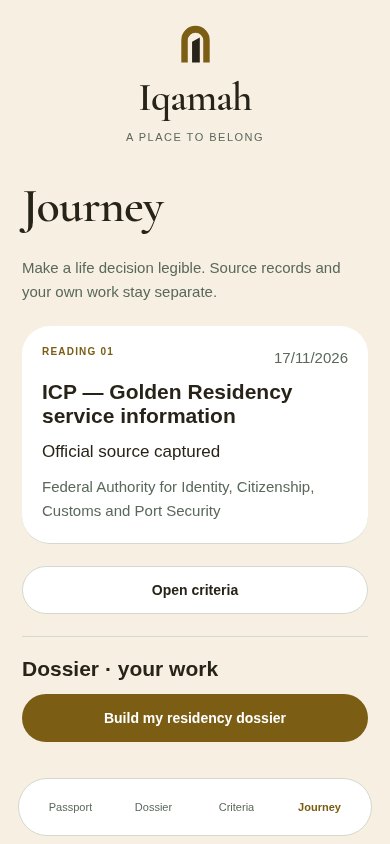 Iqamah
A PLACE TO BELONG
Journey
Make a life decision legible. Source records and
your own work stay separate.
READING 01
17/11/2026
ICP — Golden Residency
service information
Official source captured
Federal Authority for Identity, Citizenship,
Customs and Port Security
Open criteria
Dossier · your work
Build my residency dossier
Passport
Dossier
Criteria
Journey